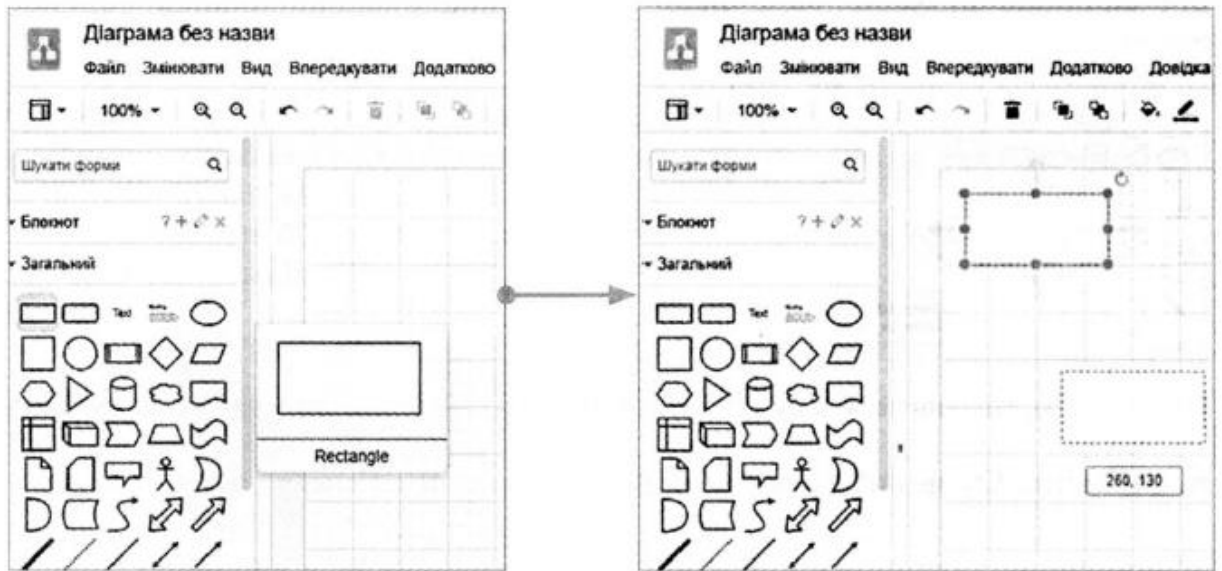 Діаграма без назви
Файл Змінювати Вид Впередкувати Додатково
100%
Шукати форми
Блокнот
Загальний
Text
Rectangle
Діаграма без назви
Файл Змінювати Вид Впередкувати Додатково Довідка
100%
Шукати форми
Блокнот
Загальний
Text
260, 130